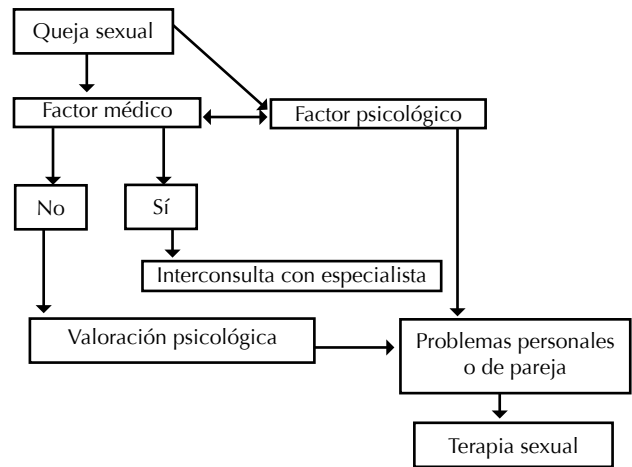 Queja sexual
Factor médico
Factor psicológico
No
Sí
Interconsulta con especialista
Valoración psicológica
Problemas personales
o de pareja
Terapia sexual